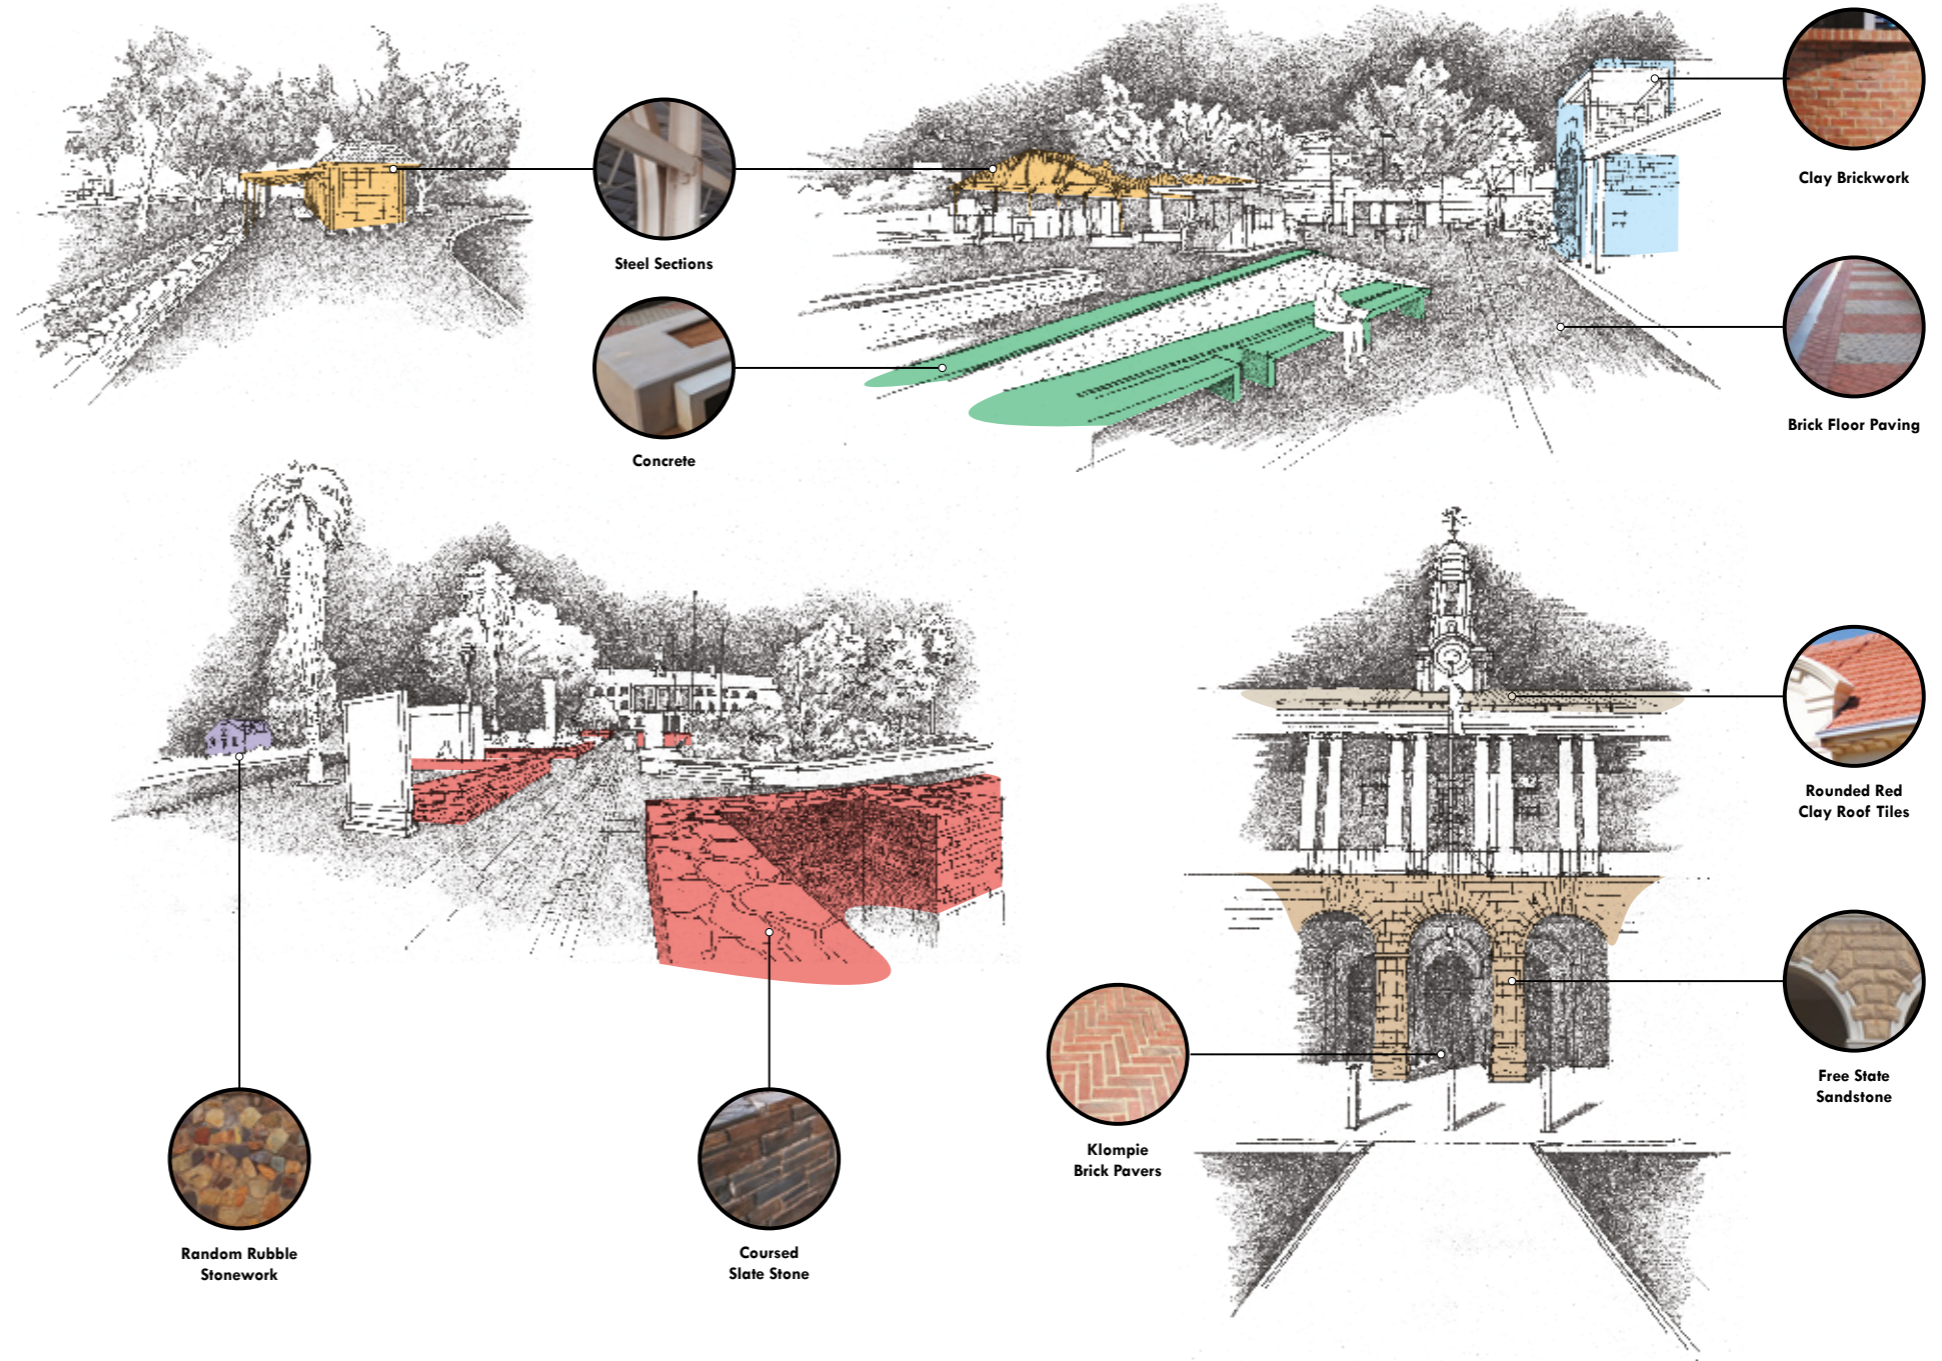 Clay Brickwork
Steel Sections
Brick Floor Paving
Concrete
Rounded Red
Clay Roof Tiles
Free State
Sandstone
Klompie
Brick Pavers
Random Rubble
Stonework
Coursed
Slate Stone